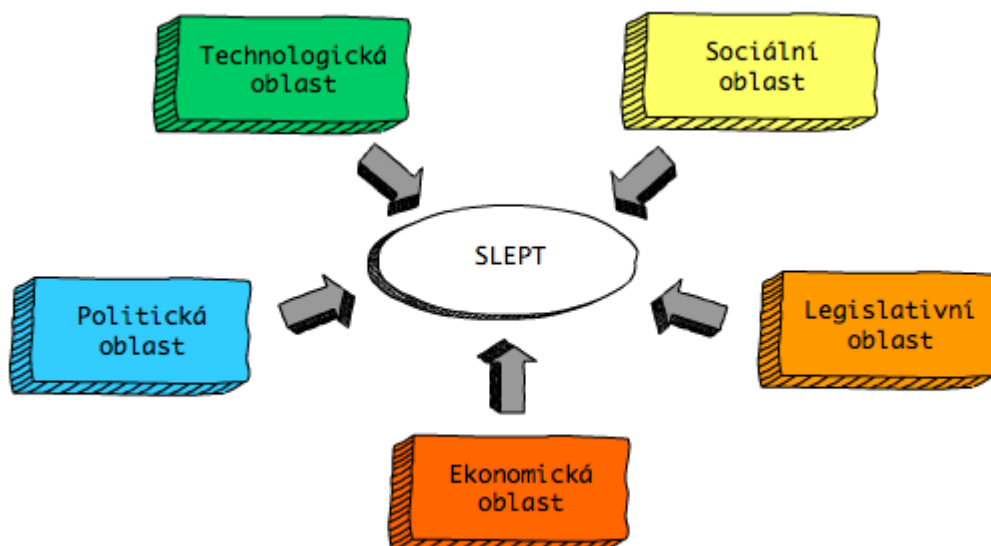 Technologická
oblast
Sociální
oblast
SLEPT
Politická
oblast
Legislativní
oblast
Ekonomická
oblast